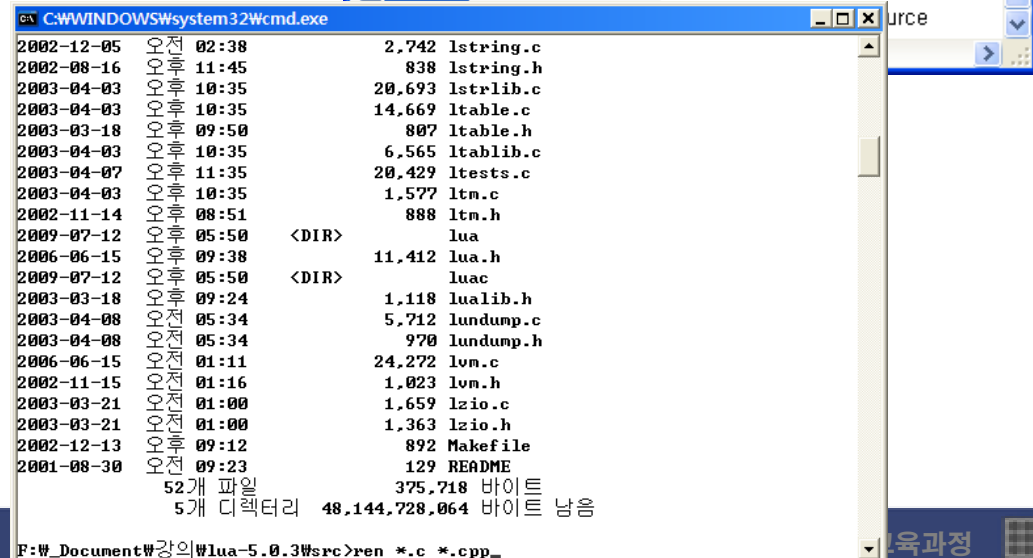 C:₩WINDOWS₩system32₩cmd.exe
urce
2002-12-05 오전 02:38 2,742 lstring.c
2002-08-16 오후 11:45 838 lstring.h
2003-04-03 오후 10:35 20,693 lstrlib.c
2003-04-03 오후 10:35 14,669 ltable.c
2003-03-18 오후 09:50 807 ltable.h
2003-04-03 오후 10:35 6,565 ltablib.c
2003-04-07 오후 11:35 20,429 ltests.c
2003-04-03 오후 10:35 1,577 ltm.c
2002-11-14 오후 08:51 888 ltm.h
2009-07-12 오후 05:50 <DIR> lua
2006-06-15 오후 09:38 11,412 lua.h
2009-07-12 오후 05:50 <DIR> luac
2003-03-18 오후 09:24 1,118 lualib.h
2003-04-08 오전 05:34 5,712 lundump.c
2003-04-08 오전 05:34 970 lundump.h
2006-06-15 오전 01:11 24,272 lvm.c
2002-11-15 오전 01:16 1,023 lvm.h
2003-03-21 오전 01:00 1,659 lzio.c
2003-03-21 오전 01:00 1,363 lzio.h
2002-12-13 오후 09:12 892 Makefile
2001-08-30 오전 09:23 129 README
52개 파일 375,718 바이트
5개 디렉터리 48,144,728,064 바이트 남음
F:₩_Document₩강의₩lua-5.0.3₩src>ren *.c *.cpp_
육과정